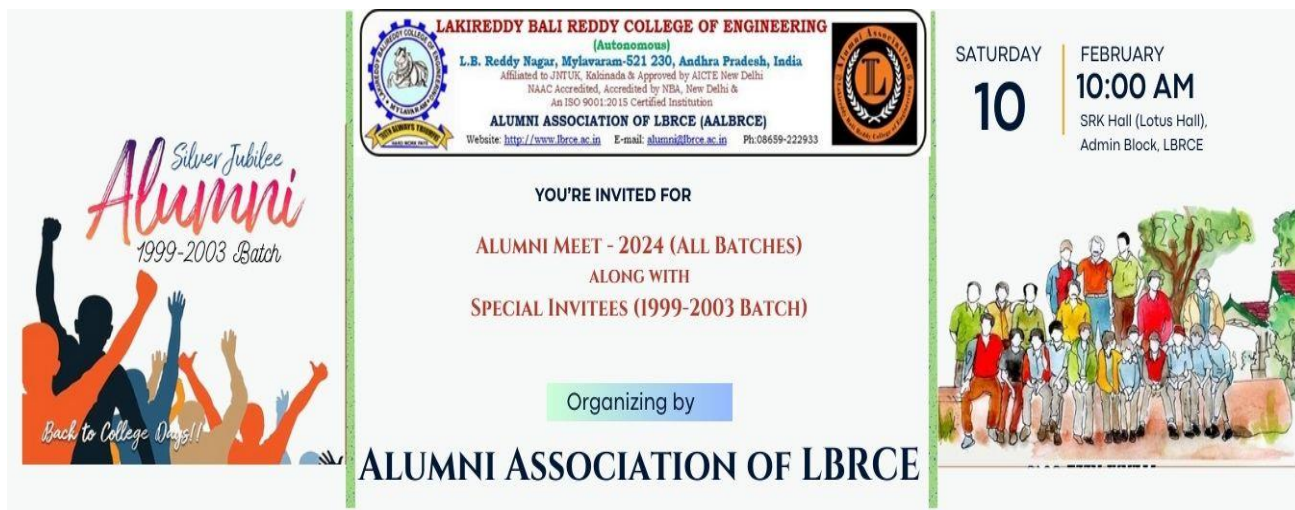 Silver Jubilee
Alumni
1999-2003 Batch
Back to College Days!!
LAKIREDDY BALI REDDY COLLEGE OF ENGINEERING
(Autonomous)
L.B. Reddy Nagar, Mylavaram-521 230, Andhra Pradesh, India
Affiliated to JNTUK, Kakinada & Approved by AICTE New Delhi
NAAC Accredited, Accredited by NBA, New Delhi &
An ISO 9001:2015 Certified Institution
ALUMNI ASSOCIATION OF LBRCE (AALBRCE)
Website: http://www.lbrce.ac.in E-mail: alumni@lbrce.ac.in Ph:08659-222933
YOU'RE INVITED FOR
ALUMNI MEET - 2024 (ALL BATCHES)
ALONG WITH
SPECIAL INVITEES (1999-2003 BATCH)
Organizing by
ALUMNI ASSOCIATION OF LBRCE
SATURDAY
10
FEBRUARY
10:00 AM
SRK Hall (Lotus Hall),
Admin Block, LBRCE